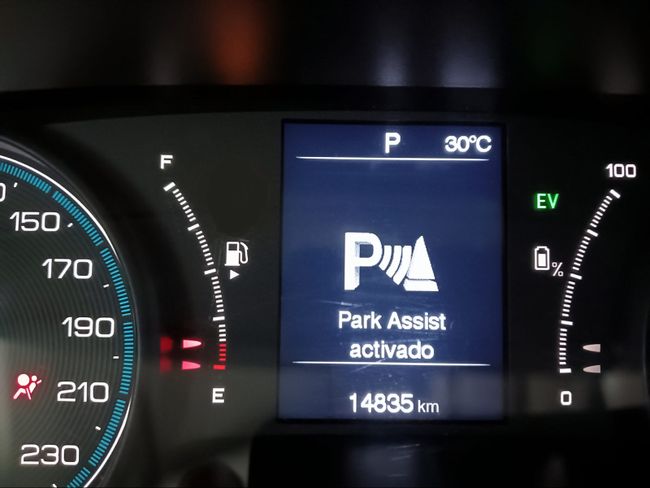 150
170
190
210
230
F
E
P 30°C
P
Park Assist
activado
14835 km
EV
100
%
0